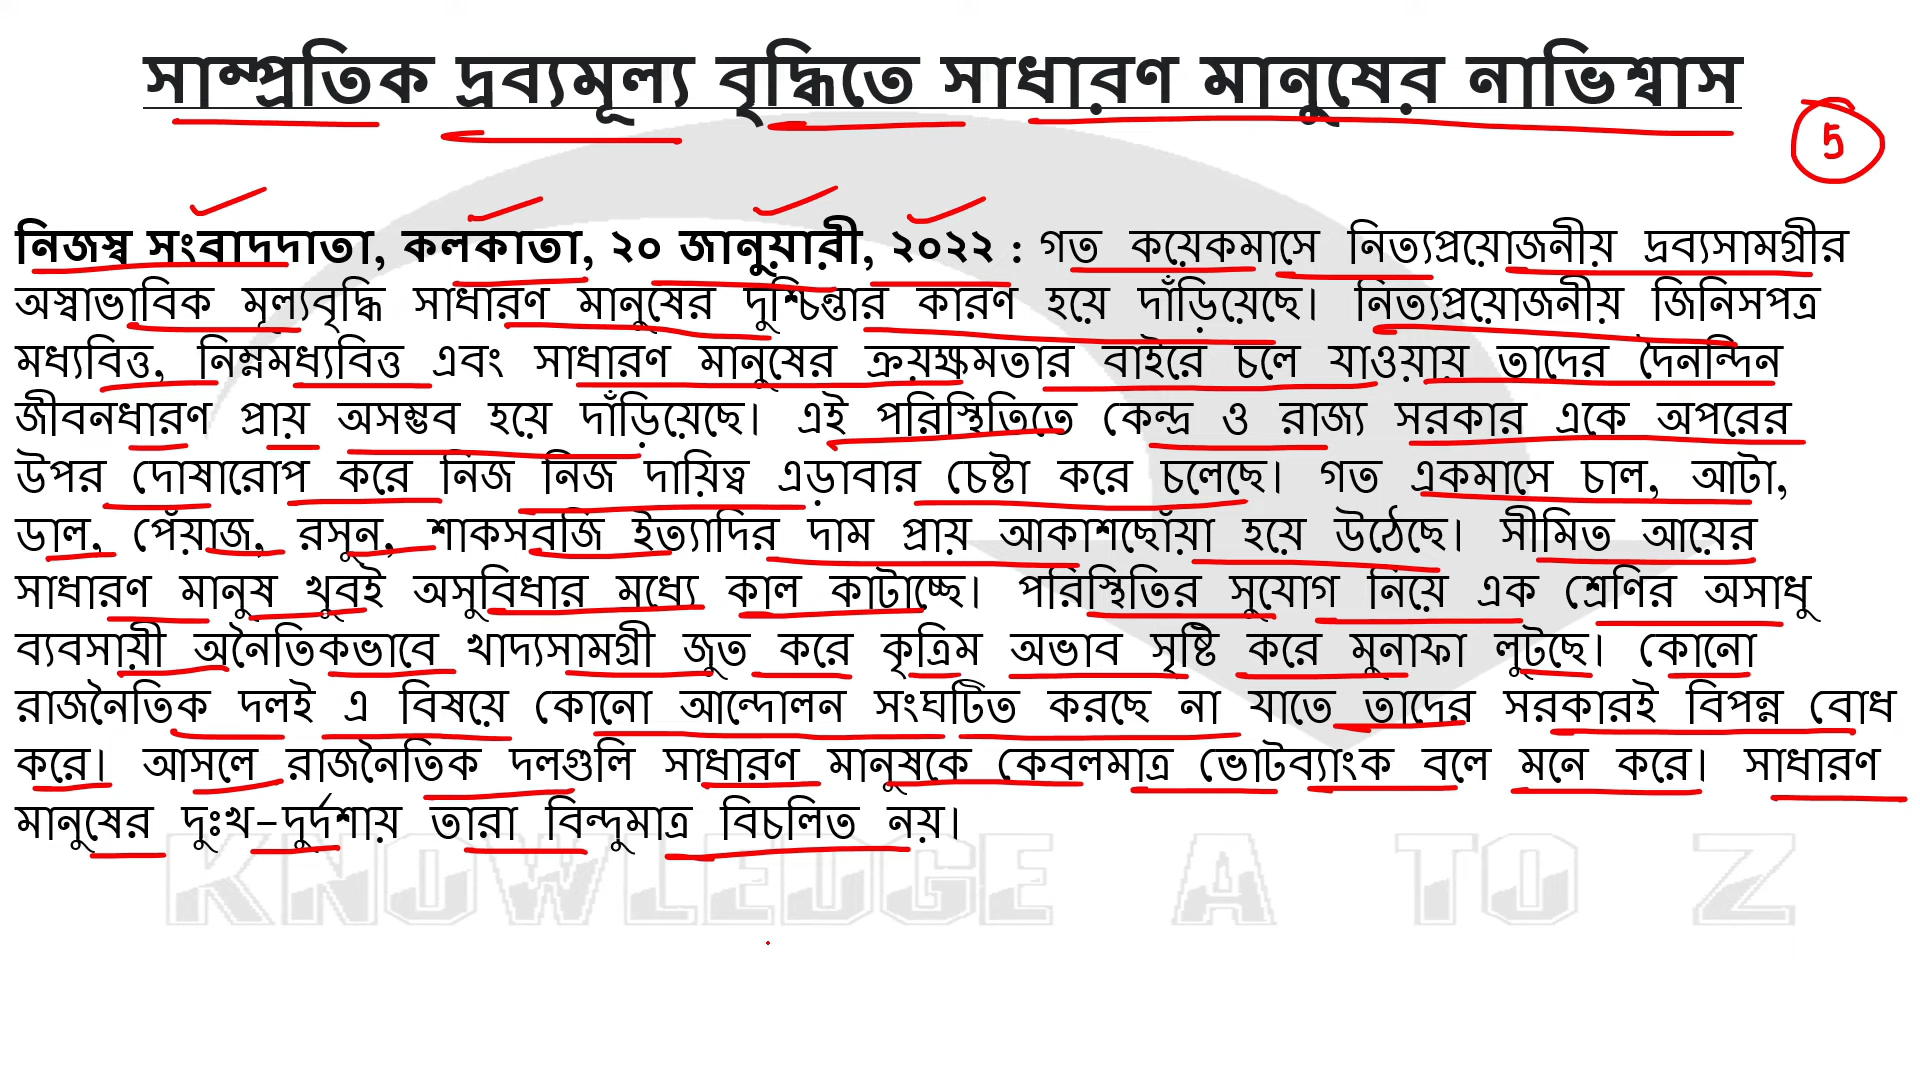 সাম্প্রতিক দ্রব্যমূল্য বৃদ্ধিতে সাধারণ মানুষের নাভিশ্বাস
5
নিজস্ব সংবাদদাতা, কলকাতা, ২০ জানুয়ারী, ২০২২ : গত কয়েকমাসে নিত্যপ্রয়োজনীয় দ্রব্যসামগ্রীর
অস্বাভাবিক মূল্যবৃদ্ধি সাধারণ মানুষের দুশ্চিন্তার কারণ হয়ে দাঁড়িয়েছে। নিত্যপ্রয়োজনীয় জিনিসপত্র
মধ্যবিত্ত, নিম্নমধ্যবিত্ত এবং সাধারণ মানুষের ক্রয়ক্ষমতার বাইরে চলে যাওয়ায় তাদের দৈনন্দিন
জীবনধারণ প্রায় অসম্ভব হয়ে দাঁড়িয়েছে। এই পরিস্থিতিতে কেন্দ্র ও রাজ্য সরকার একে অপরের
উপর দোষারোপ করে নিজ নিজ দায়িত্ব এড়াবার চেষ্টা করে চলেছে। গত একমাসে চাল, আটা,
ডাল, পেঁয়াজ, রসুন, শাকসবজি ইত্যাদির দাম প্রায় আকাশছোঁয়া হয়ে উঠেছে। সীমিত আয়ের
সাধারণ মানুষ খুবই অসুবিধার মধ্যে কাল কাটাচ্ছে। পরিস্থিতির সুযোগ নিয়ে এক শ্রেণির অসাধু
ব্যবসায়ী অনৈতিকভাবে খাদ্যসামগ্রী জুত করে কৃত্রিম অভাব সৃষ্টি করে মুনাফা লুটছে। কোনো
রাজনৈতিক দলই এ বিষয়ে কোনো আন্দোলন সংঘটিত করছে না যাতে তাদের সরকারই বিপন্ন বোধ
করে। আসলে রাজনৈতিক দলগুলি সাধারণ মানুষকে কেবলমাত্র ভোটব্যাংক বলে মনে করে। সাধারণ
মানুষের দুঃখ-দুর্দশায় তারা বিন্দুমাত্র বিচলিত নয়।
KNOWLEDGE A TO Z